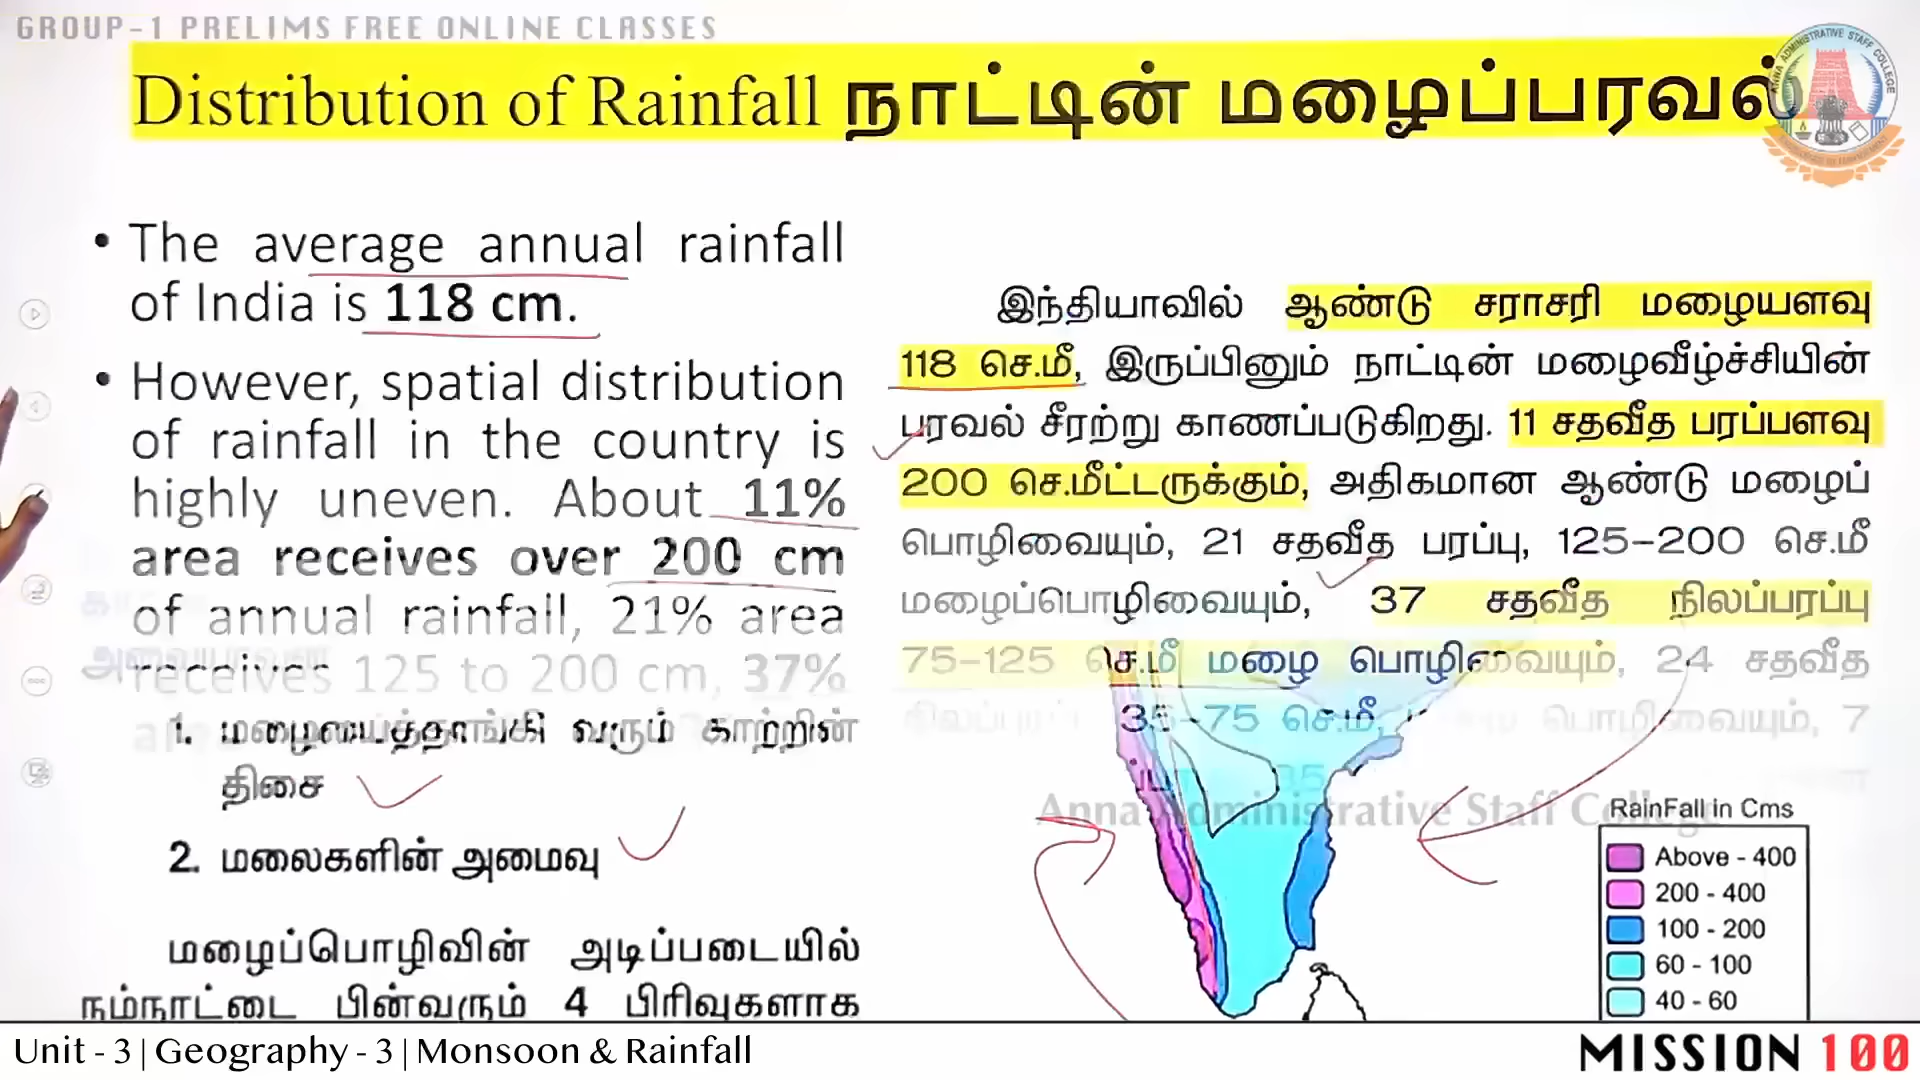 GROUP-1 PRELIMS FREE ONLINE CLASSES
Distribution of Rainfall நாட்டின் மழைப்பரவல்
• The average annual rainfall
of India is 118 cm.
• However, spatial distribution
of rainfall in the country is
highly uneven. About 11%
area receives over 200 cm
of annual rainfall, 21% area
receives 125 to 200 cm, 37%
இந்தியாவில் ஆண்டு சராசரி மழையளவு
118 செ.மீ, இருப்பினும் நாட்டின் மழைவீழ்ச்சியின்
பரவல் சீரற்று காணப்படுகிறது. 11 சதவீத பரப்பளவு
200 செ.மீட்டருக்கும், அதிகமான ஆண்டு மழைப்
பொழிவையும், 21 சதவீத பரப்பு, 125-200 செ.மீ
மழைப்பொழிவையும், 37 சதவீத நிலப்பரப்பு
75-125 செ.மீ மழை பொழிவையும், 24 சதவீத
35-75 செ.மீ, பொழிவையும், 7
1. மழையைத்தாங்கி வரும் காற்றின்
திசை
2. மலைகளின் அமைவு
மழைப்பொழிவின் அடிப்படையில்
நம்நாட்டை பின்வரும் 4 பிரிவுகளாக
Anna Administrative Staff College
RainFall in Cms
Above - 400
200 - 400
100 - 200
60 - 100
40 - 60
Unit - 3 | Geography - 3 | Monsoon & Rainfall
MISSION 100